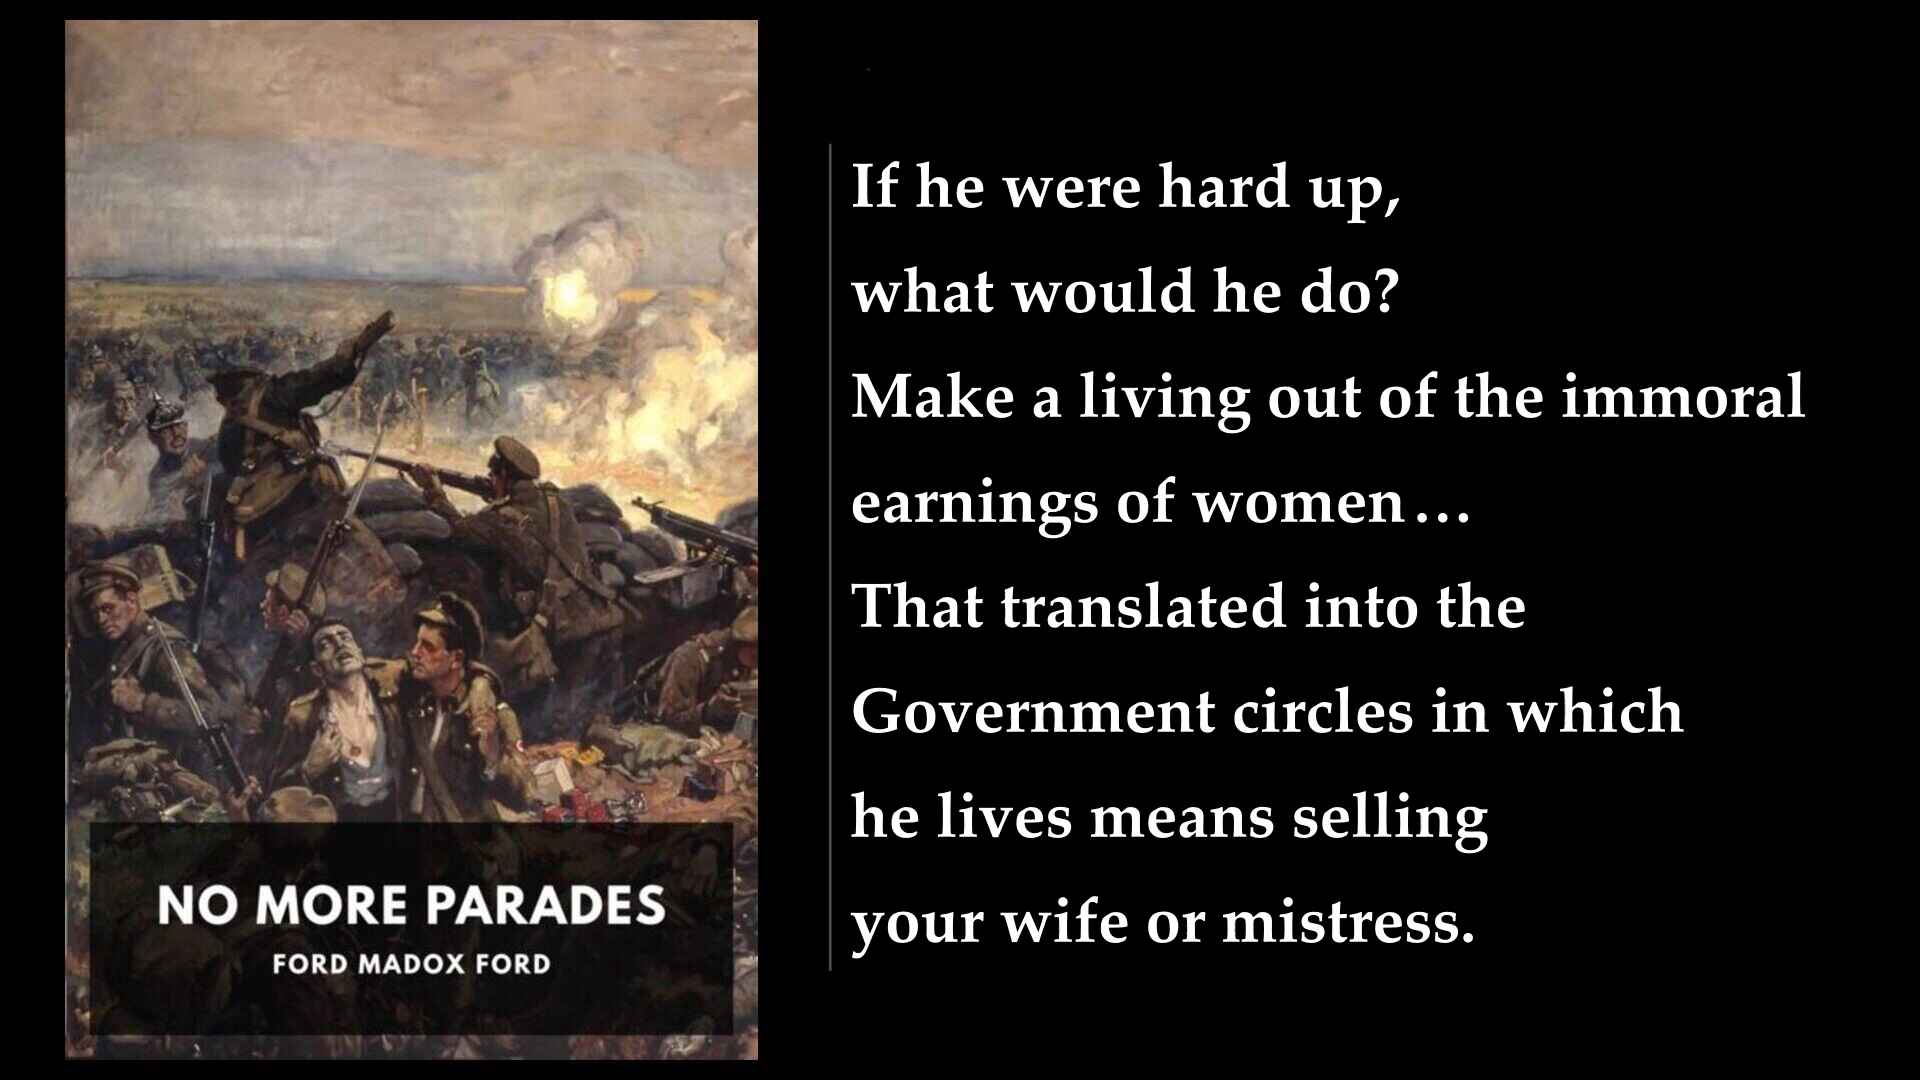 NO MORE PARADES
FORD MADOX FORD
If he were hard up,
what would he do?
Make a living out of the immoral
earnings of women…
That translated into the
Government circles in which
he lives means selling
your wife or mistress.